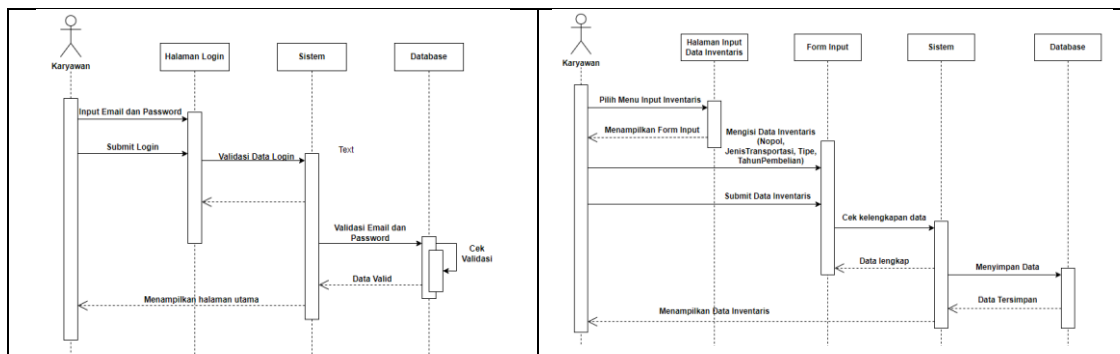 Karyawan
Halaman Login
Sistem
Database
Input Email dan Password
Submit Login
Validasi Data Login
Text
Validasi Email dan
Password
Cek
Validasi
Data Valid
Menampilkan halaman utama
Karyawan
Halaman Input
Data Inventaris
Form Input
Sistem
Database
Pilih Menu Input Inventaris
Menampilkan Form Input
Mengisi Data Inventaris
(Nopol,
JenisTransportasi, Tipe,
TahunPembelian)
Submit Data Inventaris
Cek kelengkapan data
Data lengkap
Menyimpan Data
Data Tersimpan
Menampilkan Data Inventaris